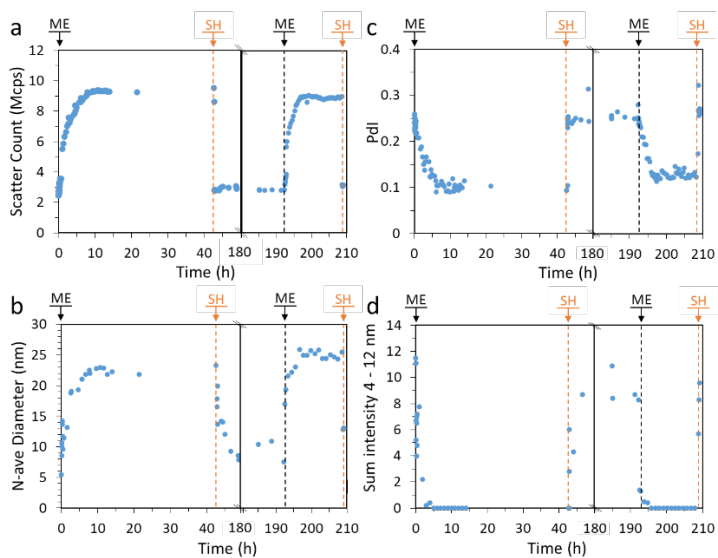 a
ME
SH
ME
SH
Scatter Count (Mcps)
12
10
8
6
4
2
0
0 10 20 30 40 180 190 200 210
Time (h)
c
ME
SH
ME
SH
PdI
0.4
0.3
0.2
0.1
0
0 10 20 30 40 180 190 200 210
Time (h)
b
ME
SH
ME
SH
N-ave Diameter (nm)
30
25
20
15
10
5
0
0 10 20 30 40 180 190 200 210
Time (h)
d
ME
SH
ME
SH
Sum intensity 4 - 12 nm
14
12
10
8
6
4
2
0
0 10 20 30 40 180 190 200 210
Time (h)